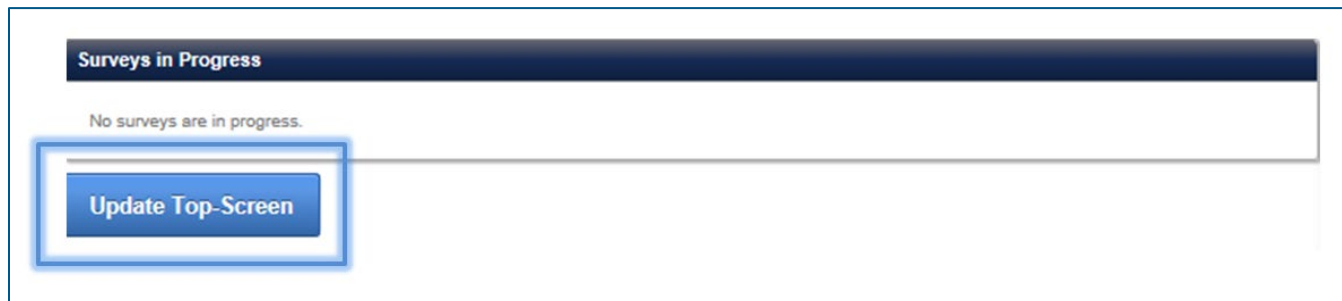 Surveys in Progress
No surveys are in progress.
Update Top-Screen